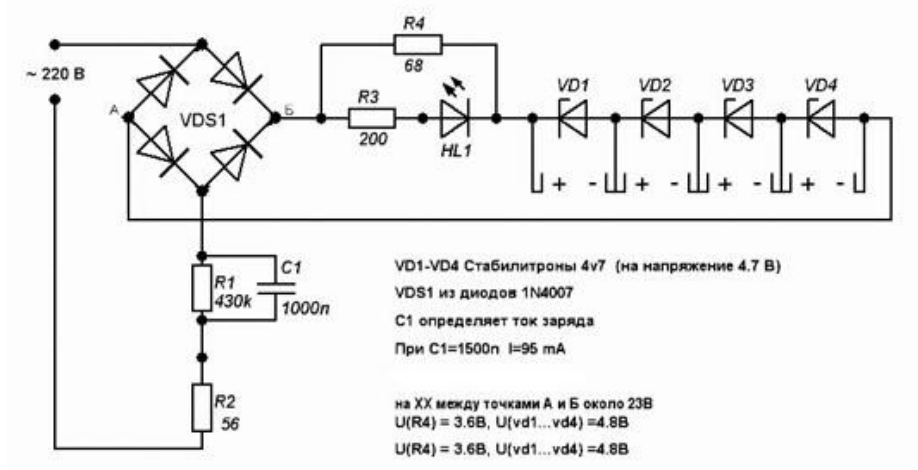 R4
68
~ 220 В
А
VDS1
Б
R3
200
HL1
VD1
VD2
VD3
VD4
+ - + - + - + -
R1
430k
C1
1000n
R2
56
VD1-VD4 Стабилитроны 4v7 (на напряжение 4.7 В)
VDS1 из диодов 1N4007
С1 определяет ток заряда
При С1=1500n I=95 mA
на ХХ между точками А и Б около 23В
U(R4) = 3.6В, U(vd1...vd4) =4.8В
U(R4) = 3.6В, U(vd1...vd4) =4.8В